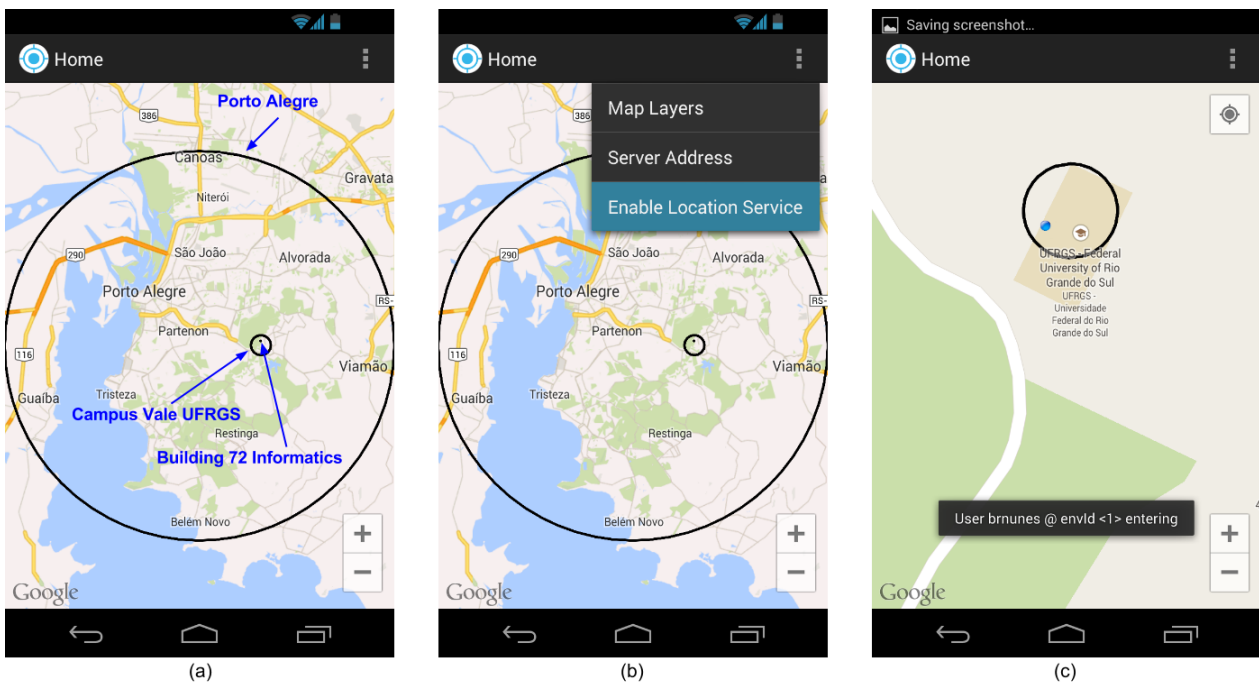 Home
Porto Alegre
386
Canoas
Gravata
Niterói
290
São João
Alvorada
Porto Alegre
RS-
Partenon
116
Viamão
Guaíba
Tristeza
Campus Vale UFRGS
Restinga
Building 72 Informatics
Belém Novo
+
−
Google
(a)
Home
Map Layers
386
Server Address
Canoas
a
Niterói
Enable Location Service
290
São João
Alvorada
Porto Alegre
RS-
Partenon
116
Viamão
Guaíba
Tristeza
Restinga
Belém Novo
+
−
Google
(b)
Saving screenshot...
Home
UFRGS - Federal
University of Rio
Grande do Sul
UFRGS -
Universidade
Federal do Rio
Grande do Sul
User brnunes @ envId <1> entering
4
+
−
Google
(c)